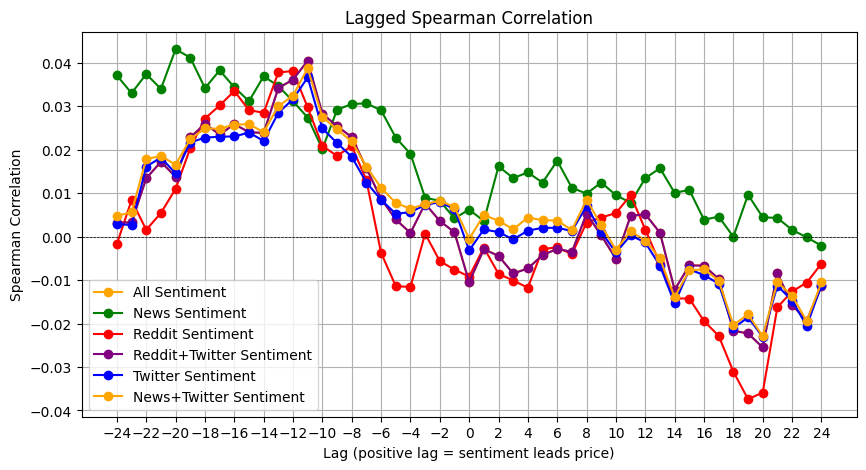 Lagged Spearman Correlation
Spearman Correlation
0.04
0.03
0.02
0.01
0.00
−0.01
−0.02
−0.03
−0.04
All Sentiment
News Sentiment
Reddit Sentiment
Reddit+Twitter Sentiment
Twitter Sentiment
News+Twitter Sentiment
−24 −22 −20 −18 −16 −14 −12 −10 −8 −6 −4 −2 0 2 4 6 8 10 12 14 16 18 20 22 24
Lag (positive lag = sentiment leads price)